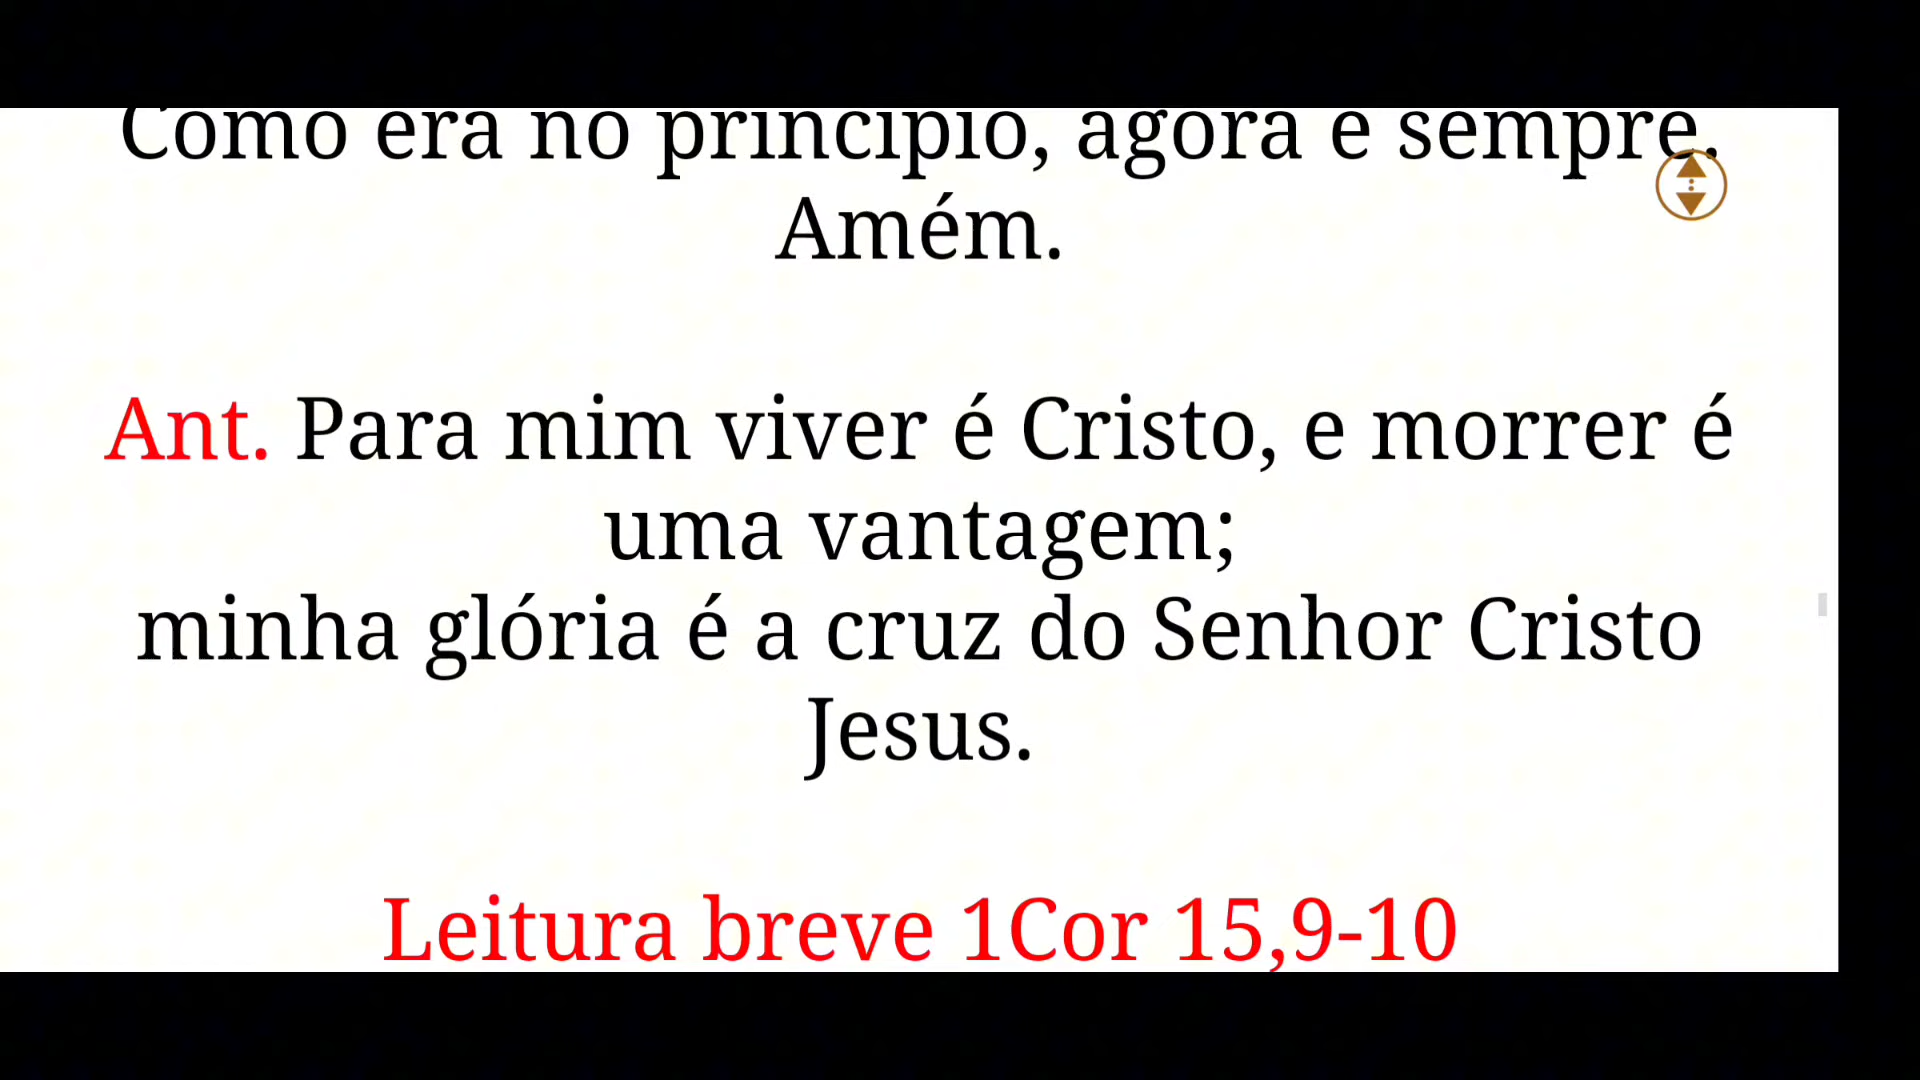 Como era no princípio, agora e sempre.
Amém.
Ant. Para mim viver é Cristo, e morrer é
uma vantagem;
minha glória é a cruz do Senhor Cristo
Jesus.
Leitura breve 1Cor 15,9-10